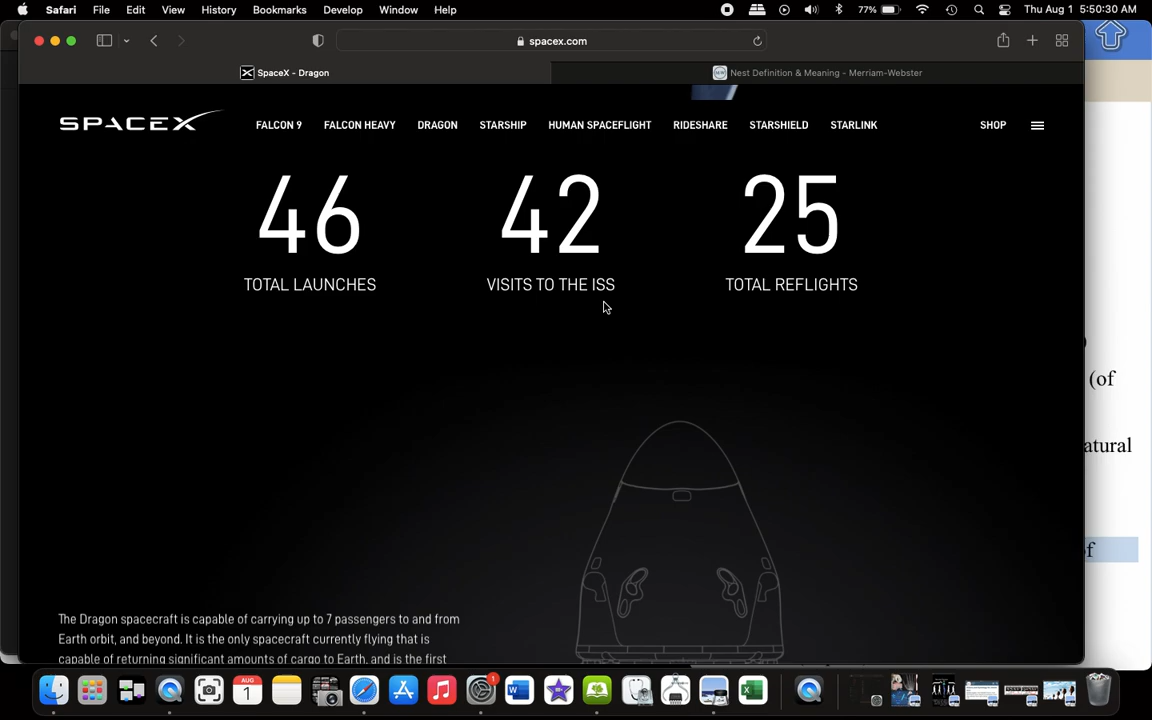 Safari File Edit View History Bookmarks Develop Window Help 77% Thu Aug 1 5:50:30 AM
spacex.com
SpaceX - Dragon Nest Definition & Meaning - Merriam-Webster
SPACEX FALCON 9 FALCON HEAVY DRAGON STARSHIP HUMAN SPACEFLIGHT RIDESHARE STARSHIELD STARLINK SHOP
46 42 25
TOTAL LAUNCHES VISITS TO THE ISS TOTAL REFLIGHTS
(of
atural
of
The Dragon spacecraft is capable of carrying up to 7 passengers to and from
Earth orbit, and beyond. It is the only spacecraft currently flying that is
capable of returning significant amounts of cargo to Earth, and is the first
AUG
1
1